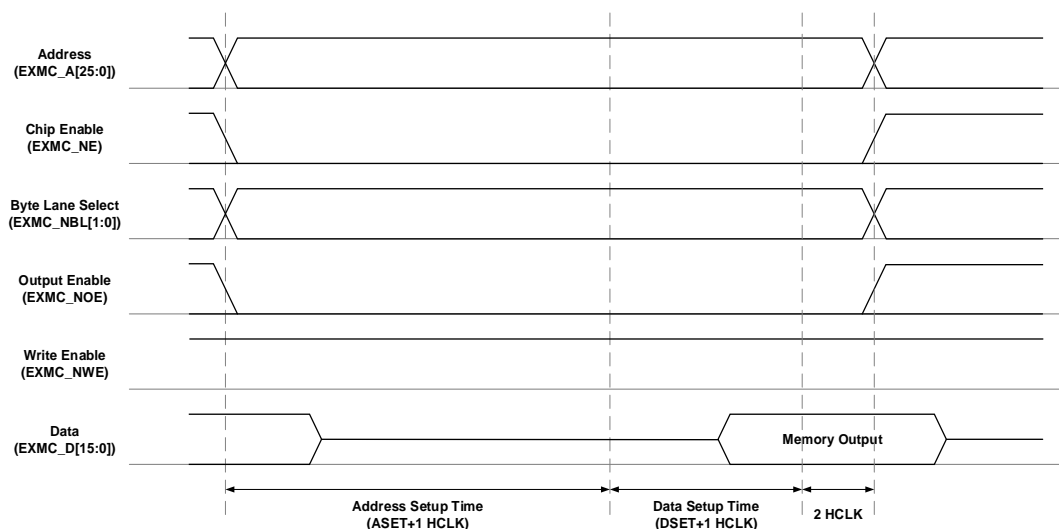 Address
(EXMC_A[25:0])
Chip Enable
(EXMC_NE)
Byte Lane Select
(EXMC_NBL[1:0])
Output Enable
(EXMC_NOE)
Write Enable
(EXMC_NWE)
Data
(EXMC_D[15:0])
Memory Output
Address Setup Time
(ASET+1 HCLK)
Data Setup Time
(DSET+1 HCLK)
2 HCLK